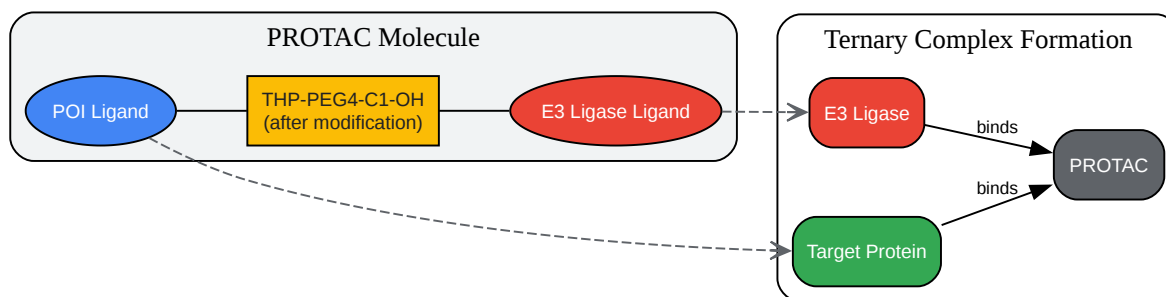 PROTAC Molecule
POI Ligand
THP-PEG4-C1-OH
(after modification)
E3 Ligase Ligand
Ternary Complex Formation
E3 Ligase
binds
PROTAC
binds
Target Protein